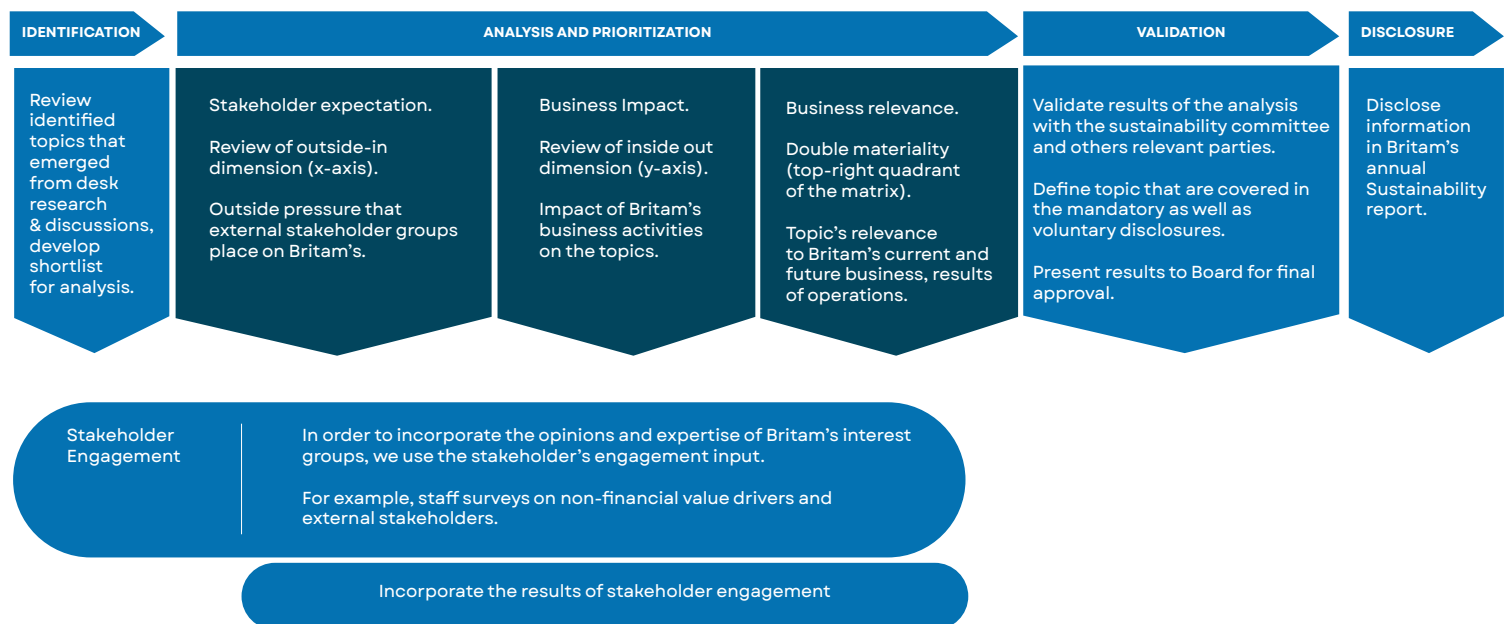 IDENTIFICATION
ANALYSIS AND PRIORITIZATION
VALIDATION
DISCLOSURE
Review
identified
topics that
emerged
from desk
research
& discussions,
develop
shortlist
for analysis.
Stakeholder expectation.
Review of outside-in
dimension (x-axis).
Outside pressure that
external stakeholder groups
place on Britam's.
Business Impact.
Review of inside out
dimension (y-axis).
Impact of Britam's
business activities
on the topics.
Business relevance.
Double materiality
(top-right quadrant
of the matrix).
Topic's relevance
to Britam's current and
future business, results
of operations.
Validate results of the analysis
with the sustainability committee
and others relevant parties.
Define topic that are covered in
the mandatory as well as
voluntary disclosures.
Present results to Board for final
approval.
Disclose
information
in Britam's
annual
Sustainability
report.
Stakeholder
Engagement
In order to incorporate the opinions and expertise of Britam's interest
groups, we use the stakeholder's engagement input.
For example, staff surveys on non-financial value drivers and
external stakeholders.
Incorporate the results of stakeholder engagement